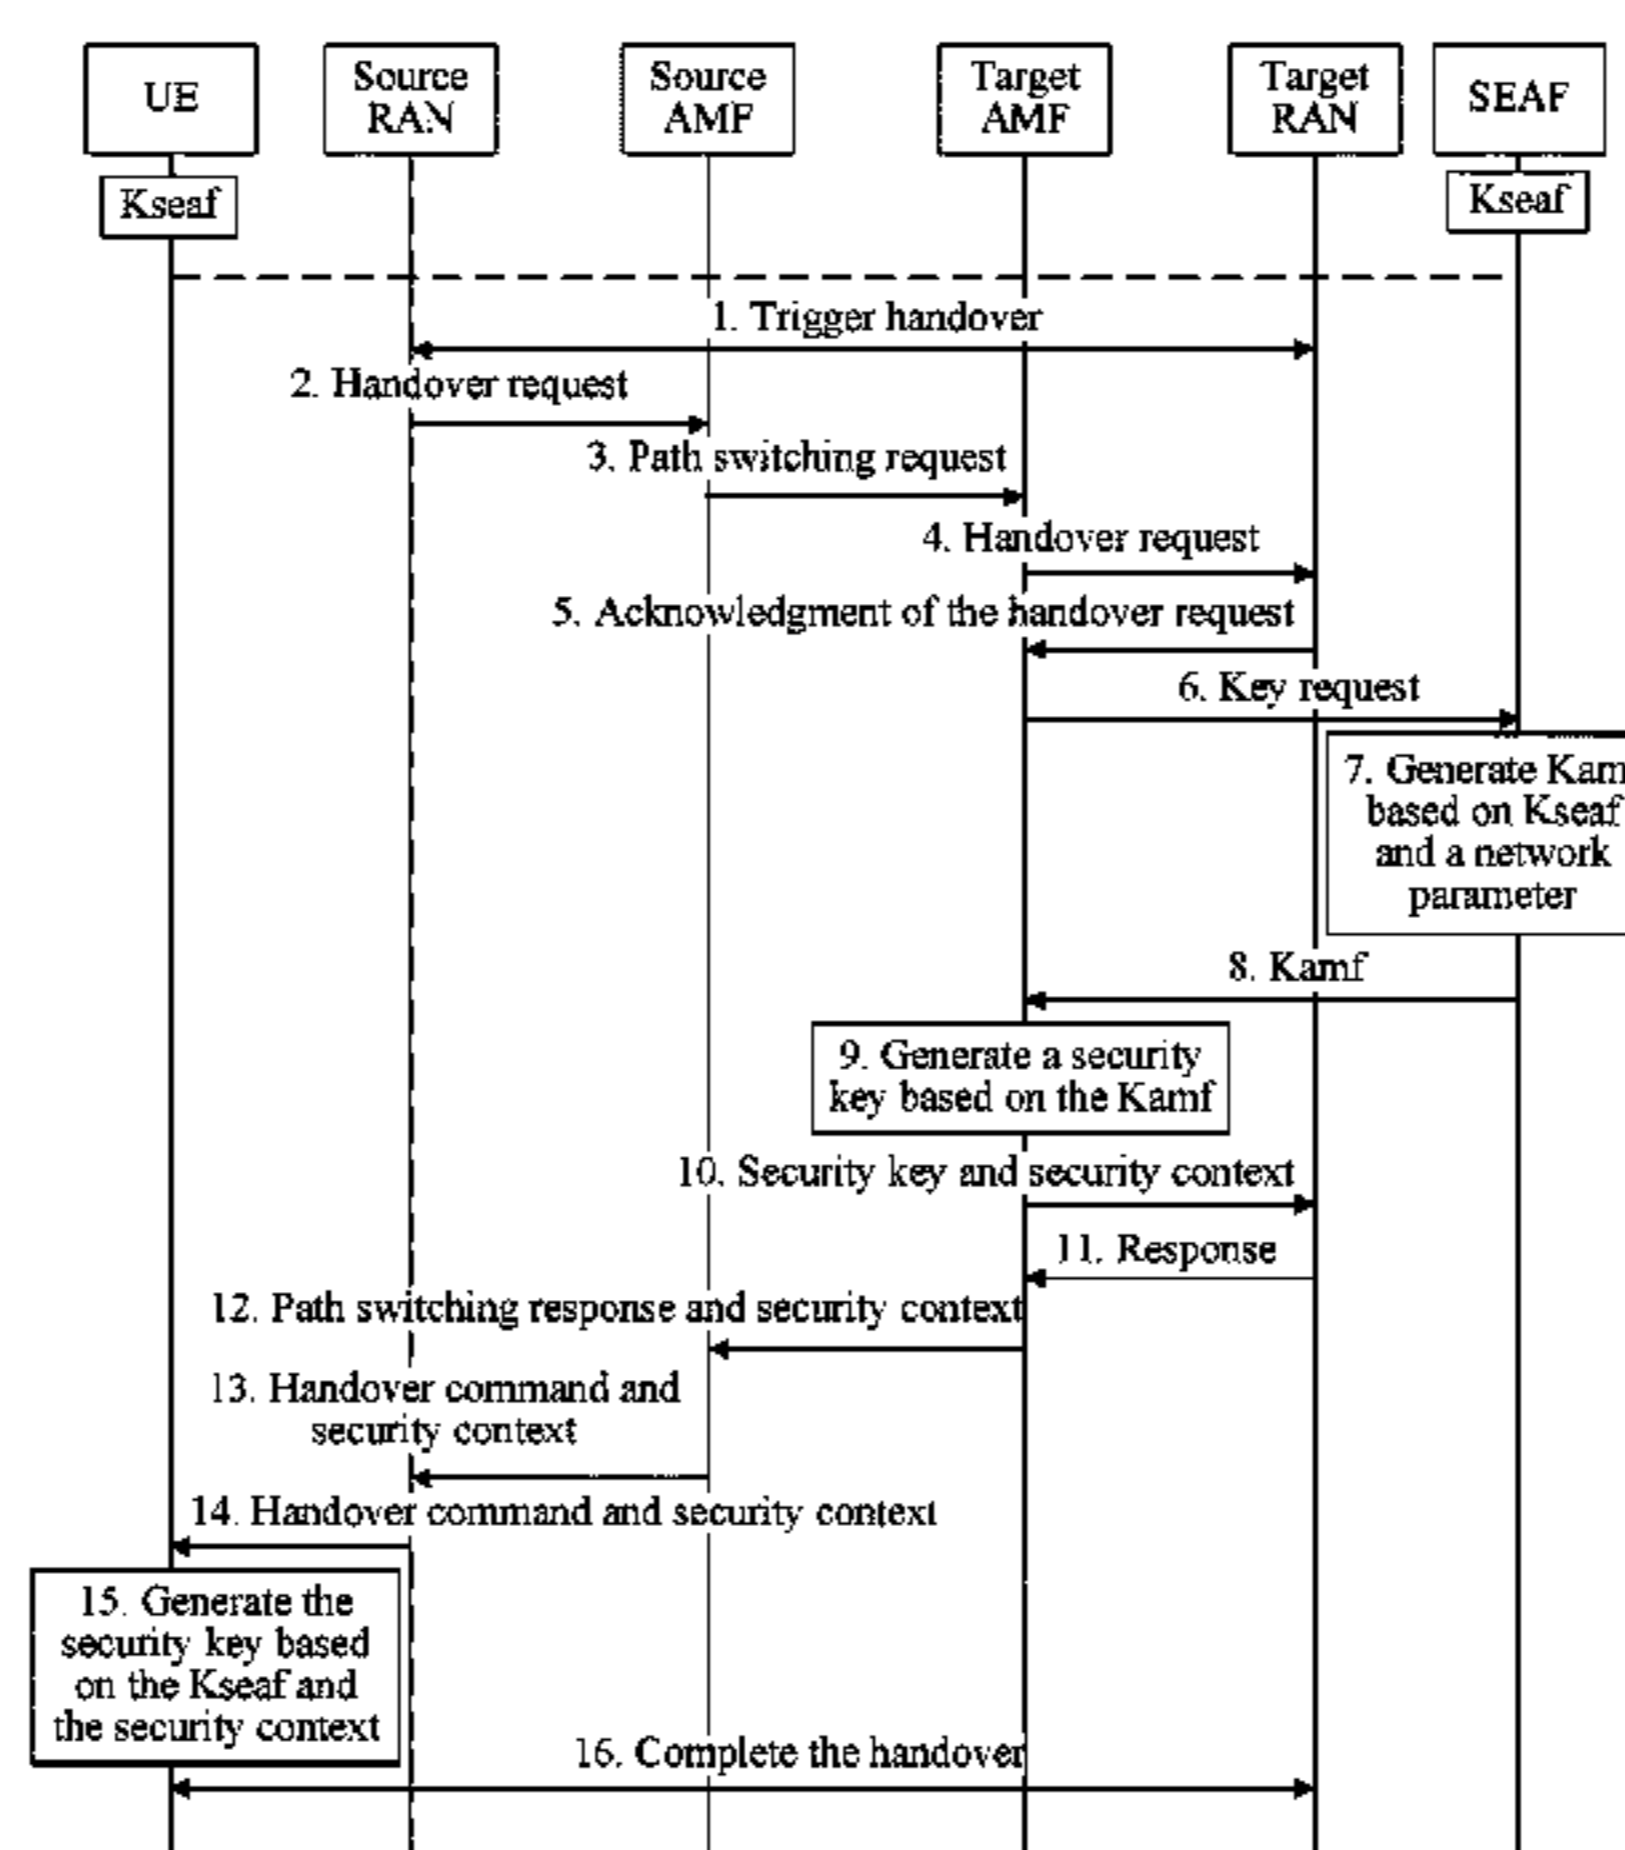 UE
Source
RAN
Source
AMF
Target
AMF
Target
RAN
SEAF
Kseaf
Kseaf
1. Trigger handover
2. Handover request
3. Path switching request
4. Handover request
5. Acknowledgment of the handover request
6. Key request
7. Generate Kam
based on Kseaf
and a network
parameter
8. Kamf
9. Generate a security
key based on the Kamf
10. Security key and security context
11. Response
12. Path switching response and security context
13. Handover command and
security context
14. Handover command and security context
15. Generate the
security key based
on the Kseaf and
the security context
16. Complete the handover